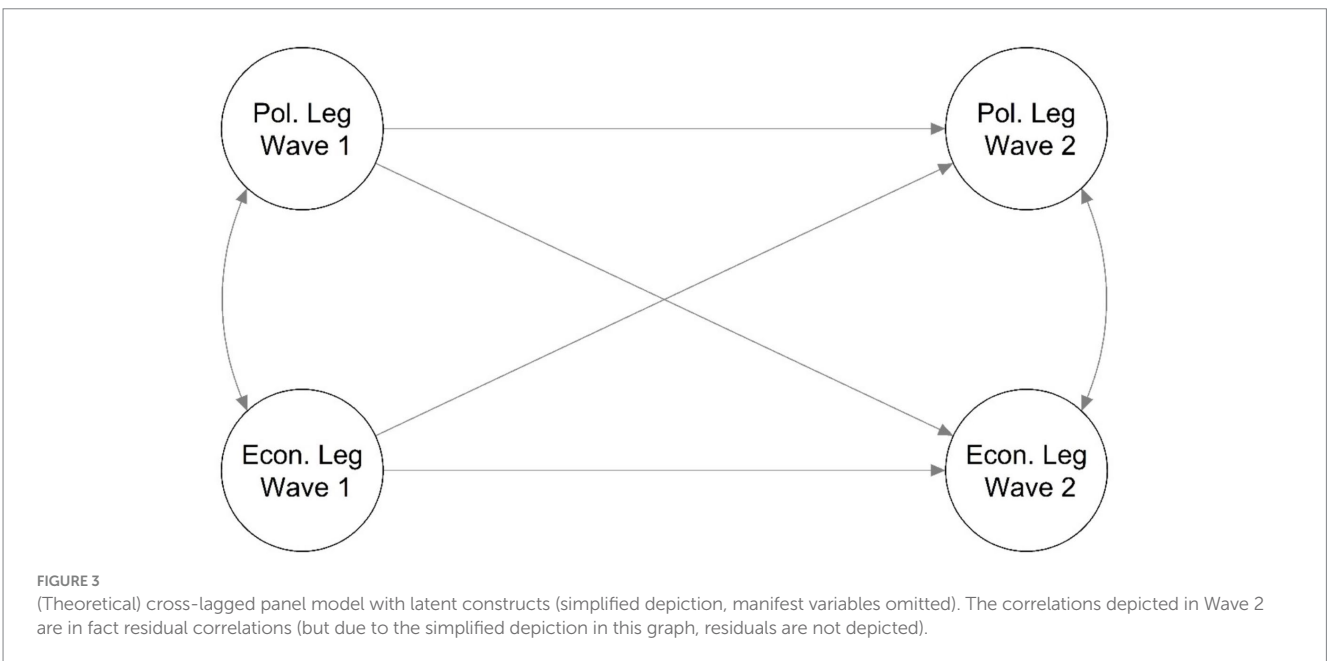 Pol. Leg
Wave 1
Pol. Leg
Wave 2
Econ. Leg
Wave 1
Econ. Leg
Wave 2
FIGURE 3
(Theoretical) cross-lagged panel model with latent constructs (simplified depiction, manifest variables omitted). The correlations depicted in Wave 2
are in fact residual correlations (but due to the simplified depiction in this graph, residuals are not depicted).